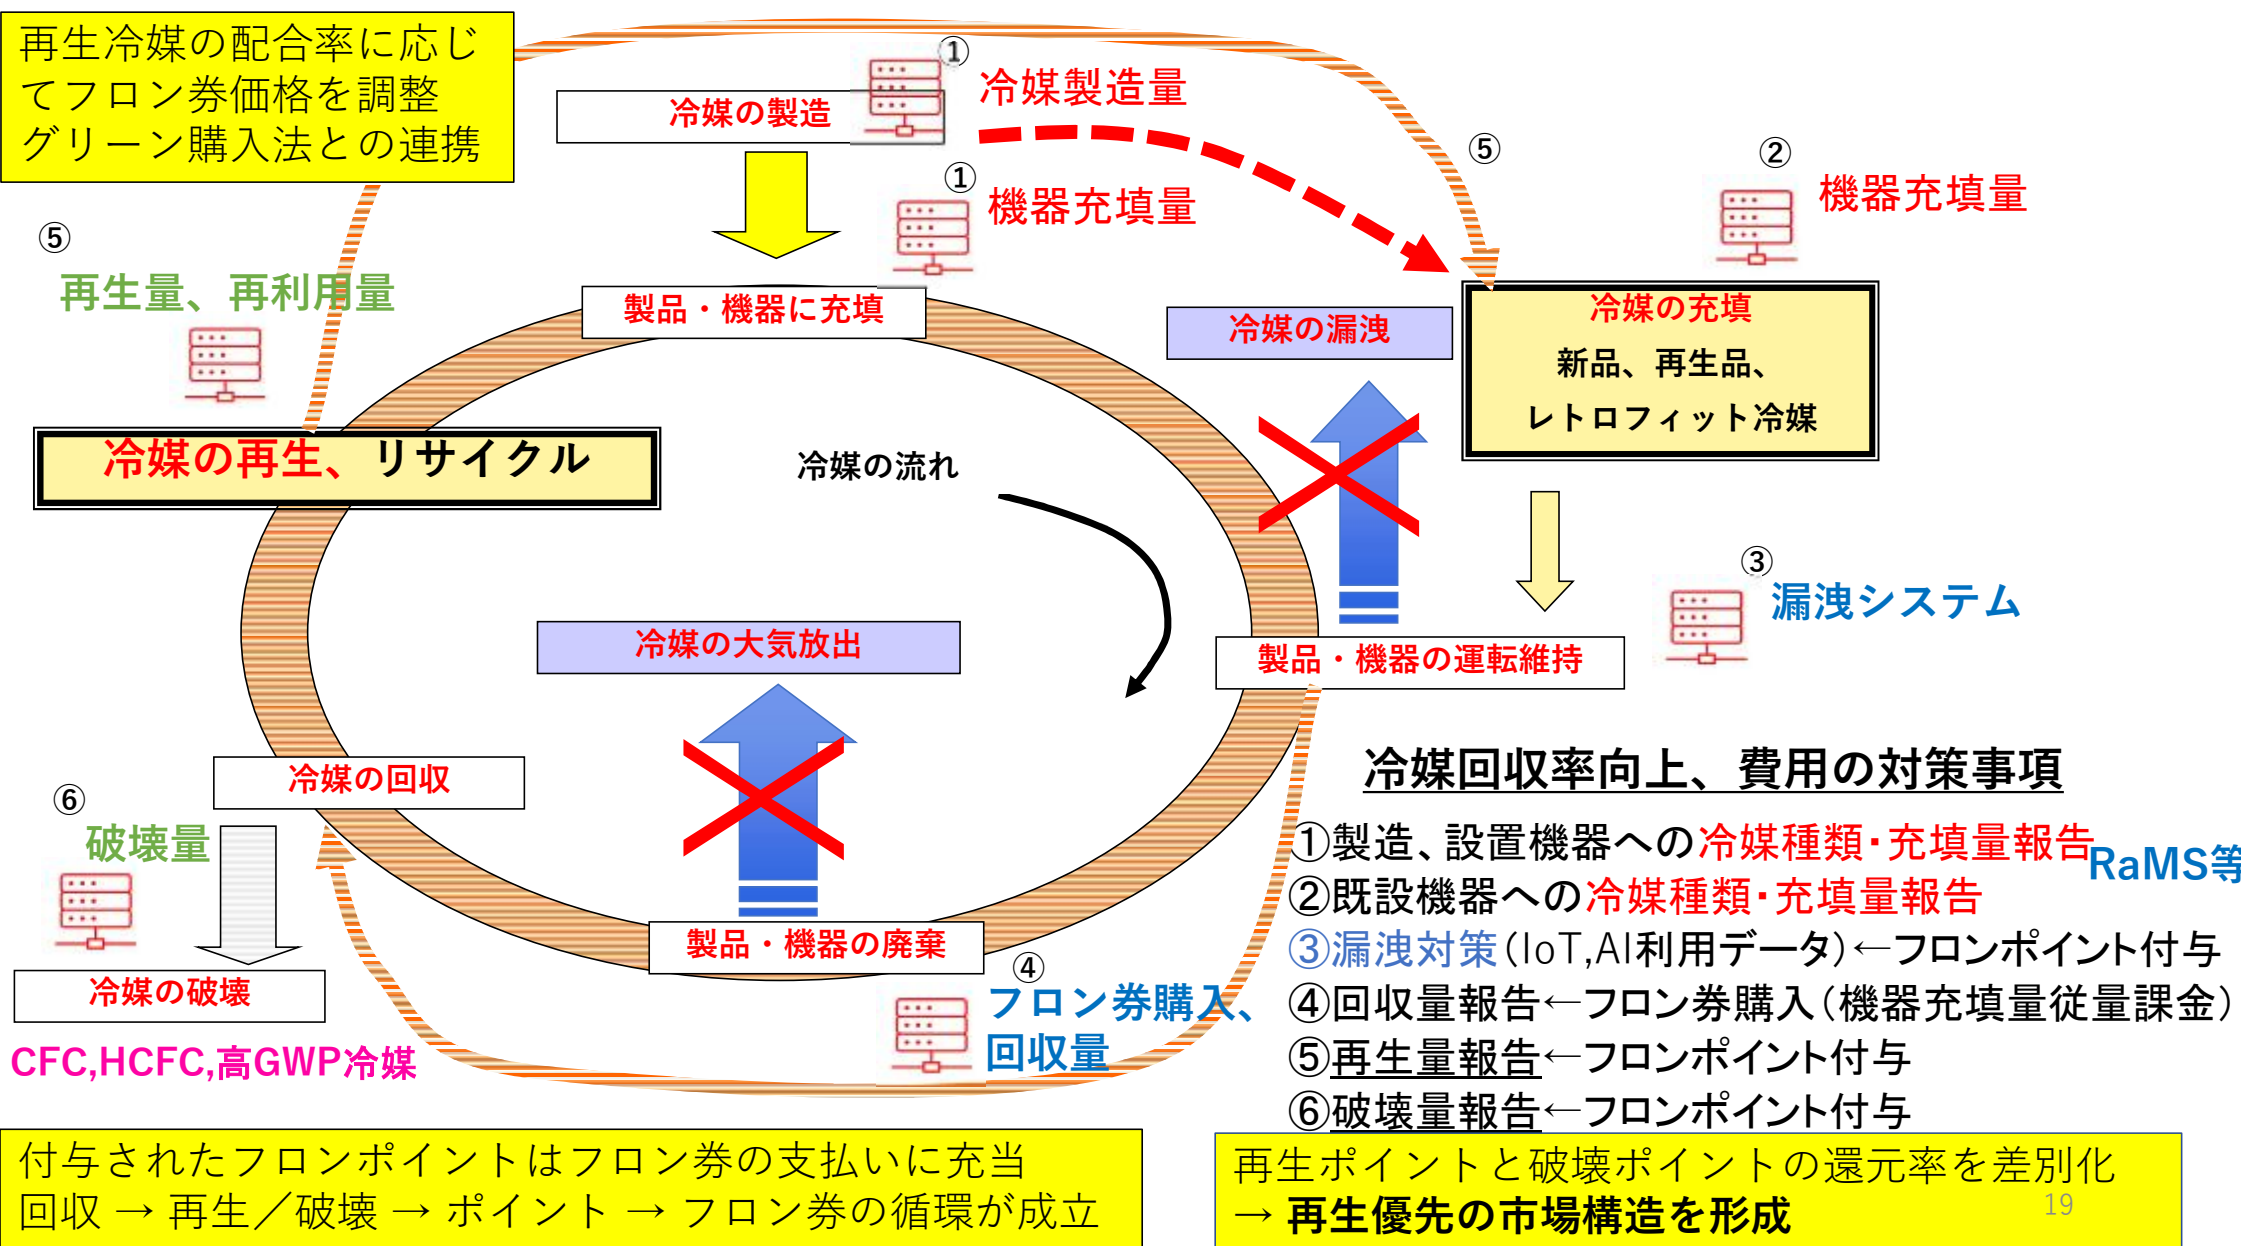 再生冷媒の配合率に応じ
てフロン券価格を調整
グリーン購入法との連携
冷媒の製造
①
冷媒製造量
①
機器充填量
⑤
②
機器充填量
⑤
再生量、再利用量
製品・機器に充填
冷媒の漏洩
冷媒の充填
新品、再生品、
レトロフィット冷媒
冷媒の再生、リサイクル
冷媒の流れ
③
漏洩システム
冷媒の大気放出
製品・機器の運転維持
冷媒の回収
⑥
破壊量
製品・機器の廃棄
④
フロン券購入、
回収量
冷媒の破壊
CFC,HCFC,高GWP冷媒
冷媒回収率向上、費用の対策事項
①製造、設置機器への冷媒種類・充填量報告
RaMS等
②既設機器への冷媒種類・充填量報告
③漏洩対策(IoT,AI利用データ)←フロンポイント付与
④回収量報告←フロン券購入(機器充填量従量課金)
⑤再生量報告←フロンポイント付与
⑥破壊量報告←フロンポイント付与
付与されたフロンポイントはフロン券の支払いに充当
回収 → 再生／破壊 → ポイント → フロン券の循環が成立
再生ポイントと破壊ポイントの還元率を差別化
→ 再生優先の市場構造を形成
19